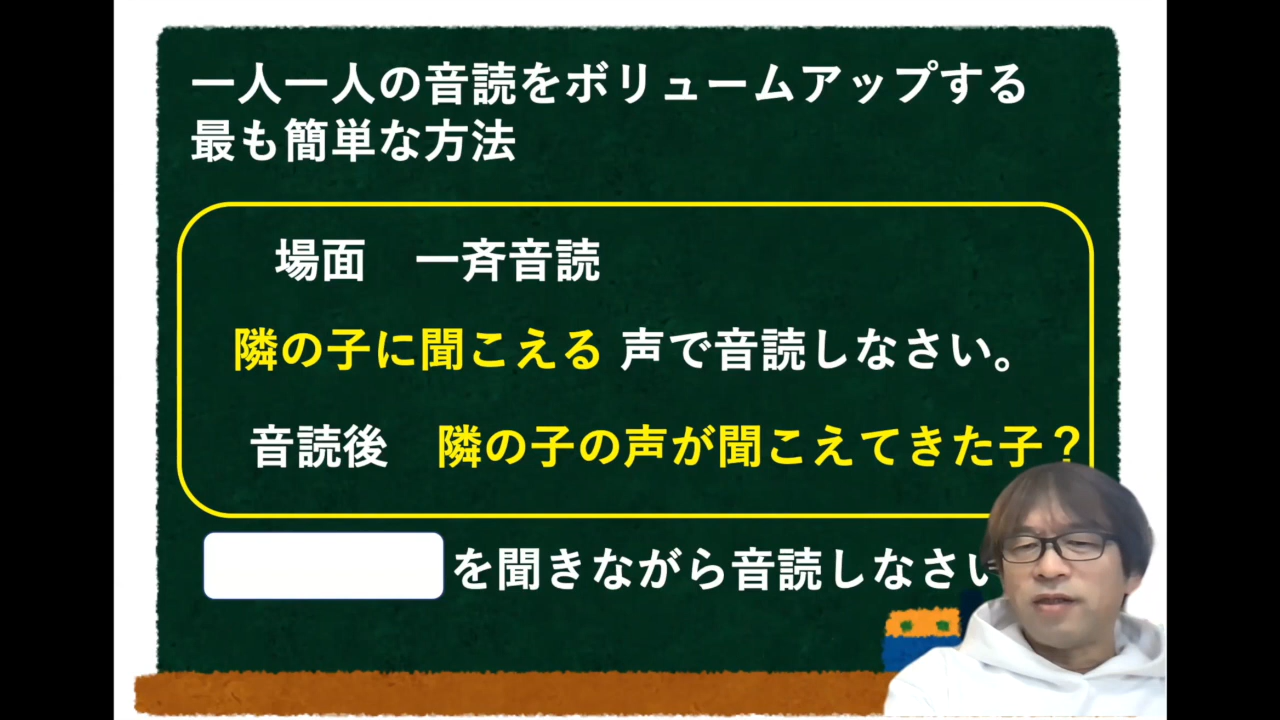 一人一人の音読をボリュームアップする
最も簡単な方法
場面　一斉音読
隣の子に聞こえる 声で音読しなさい。
音読後　隣の子の声が聞こえてきた子？
を聞きながら音読しなさい